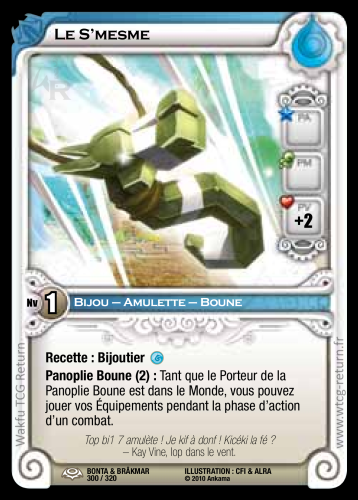 Le S'mesme
PA
PM
PV
+2
Nv 1
Bijou – Amulette – Boune
Recette : Bijoutier
Panoplie Boune (2) : Tant que le Porteur de la
Panoplie Boune est dans le Monde, vous pouvez
jouer vos Équipements pendant la phase d'action
d'un combat.
Top bi1 7 amulète ! Je kif à donf ! Kicéki la fé ?
– Kay Vine, lop dans le vent.
Wakfu TCG Return
www.wtcg-return.fr
BONTA & BRÂKMAR
300 / 320
ILLUSTRATION : CFI & ALRA
© 2010 Ankama